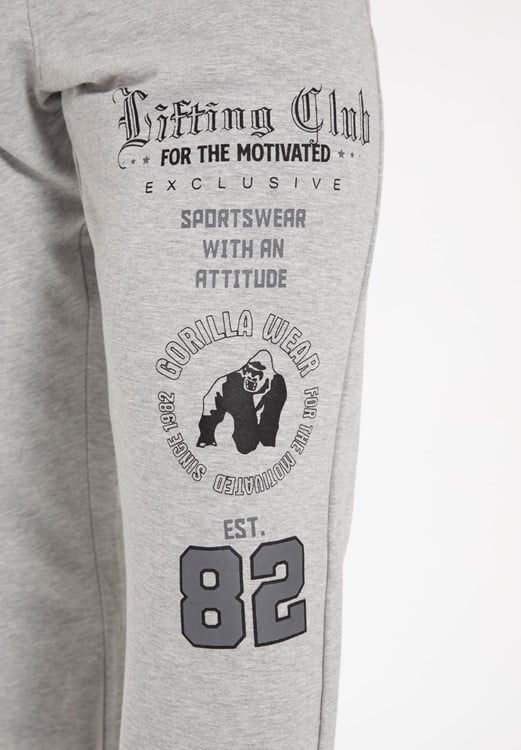 Lifting Club
FOR THE MOTIVATED
EXCLUSIVE
SPORTSWEAR
WITH AN
ATTITUDE
GORILLA WEAR
FOR THE MOTIVATED
SINCE 1982
EST.
82